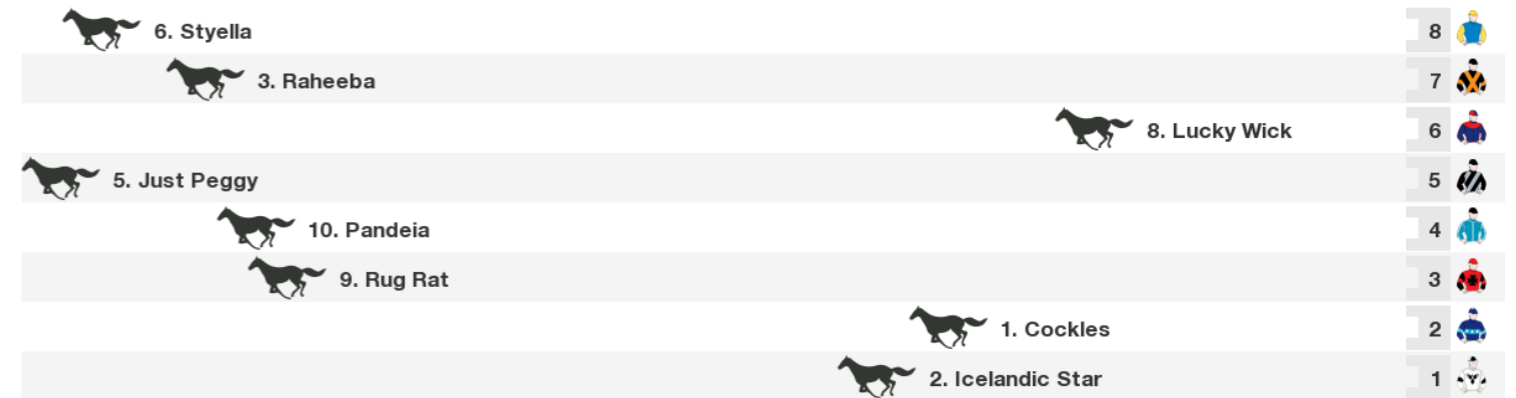 6. Styella 8
3. Raheeba 7
8. Lucky Wick 6
5. Just Peggy 5
10. Pandeia 4
9. Rug Rat 3
1. Cockles 2
2. Icelandic Star 1